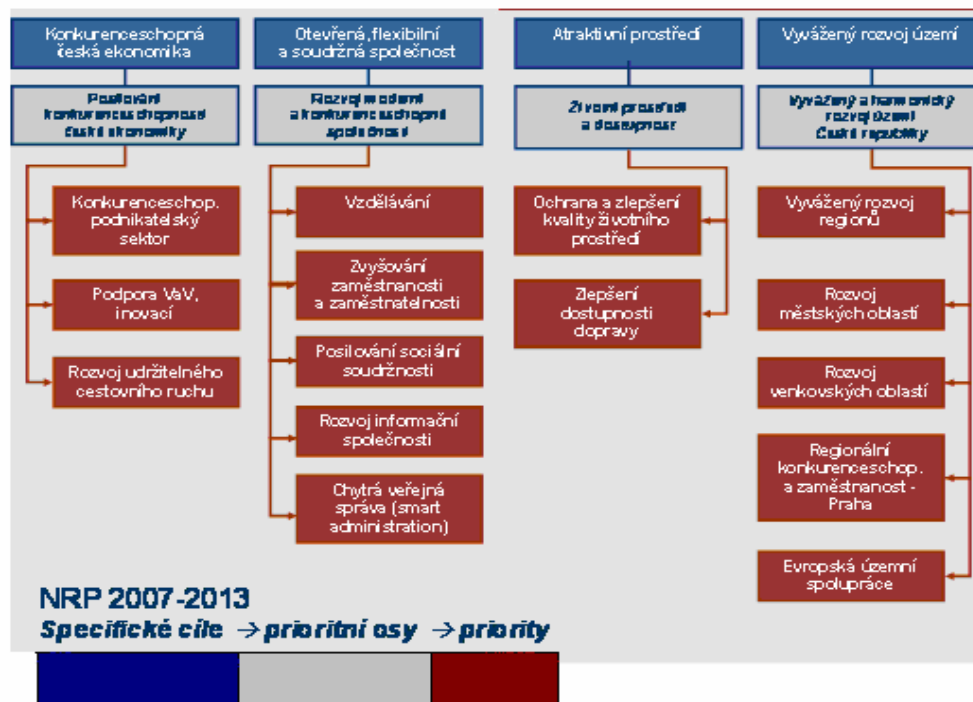 Konkurenceschopná
česká ekonomika
Posilování
konkurenceschopnosti
české ekonomiky
Konkurenceschop.
podnikatelský
sektor
Podpora VaV,
inovací
Rozvoj udržitelného
cestovního ruchu
Otevřená, flexibilní
a soudržná společnost
Rozvoj moderní
a konkurenceschopné
společnosti
Vzdělávání
Zvyšování
zaměstnanosti
a zaměstnatelnosti
Posilování sociální
soudržnosti
Rozvoj informační
společnosti
Chytrá veřejná
správa (smart
administration)
Atraktivní prostředí
Životní prostředí
a dostupnost
Ochrana a zlepšení
kvality životního
prostředí
Zlepšení
dostupnosti
dopravy
Vyvážený rozvoj území
Vyvážený a harmonický
rozvoj území
České republiky
Vyvážený rozvoj
regionů
Rozvoj
městských oblastí
Rozvoj
venkovských oblastí
Regionální
konkurenceschop.
a zaměstnanost -
Praha
Evropská územní
spolupráce
NRP 2007-2013
Specifické cíle → prioritní osy → priority